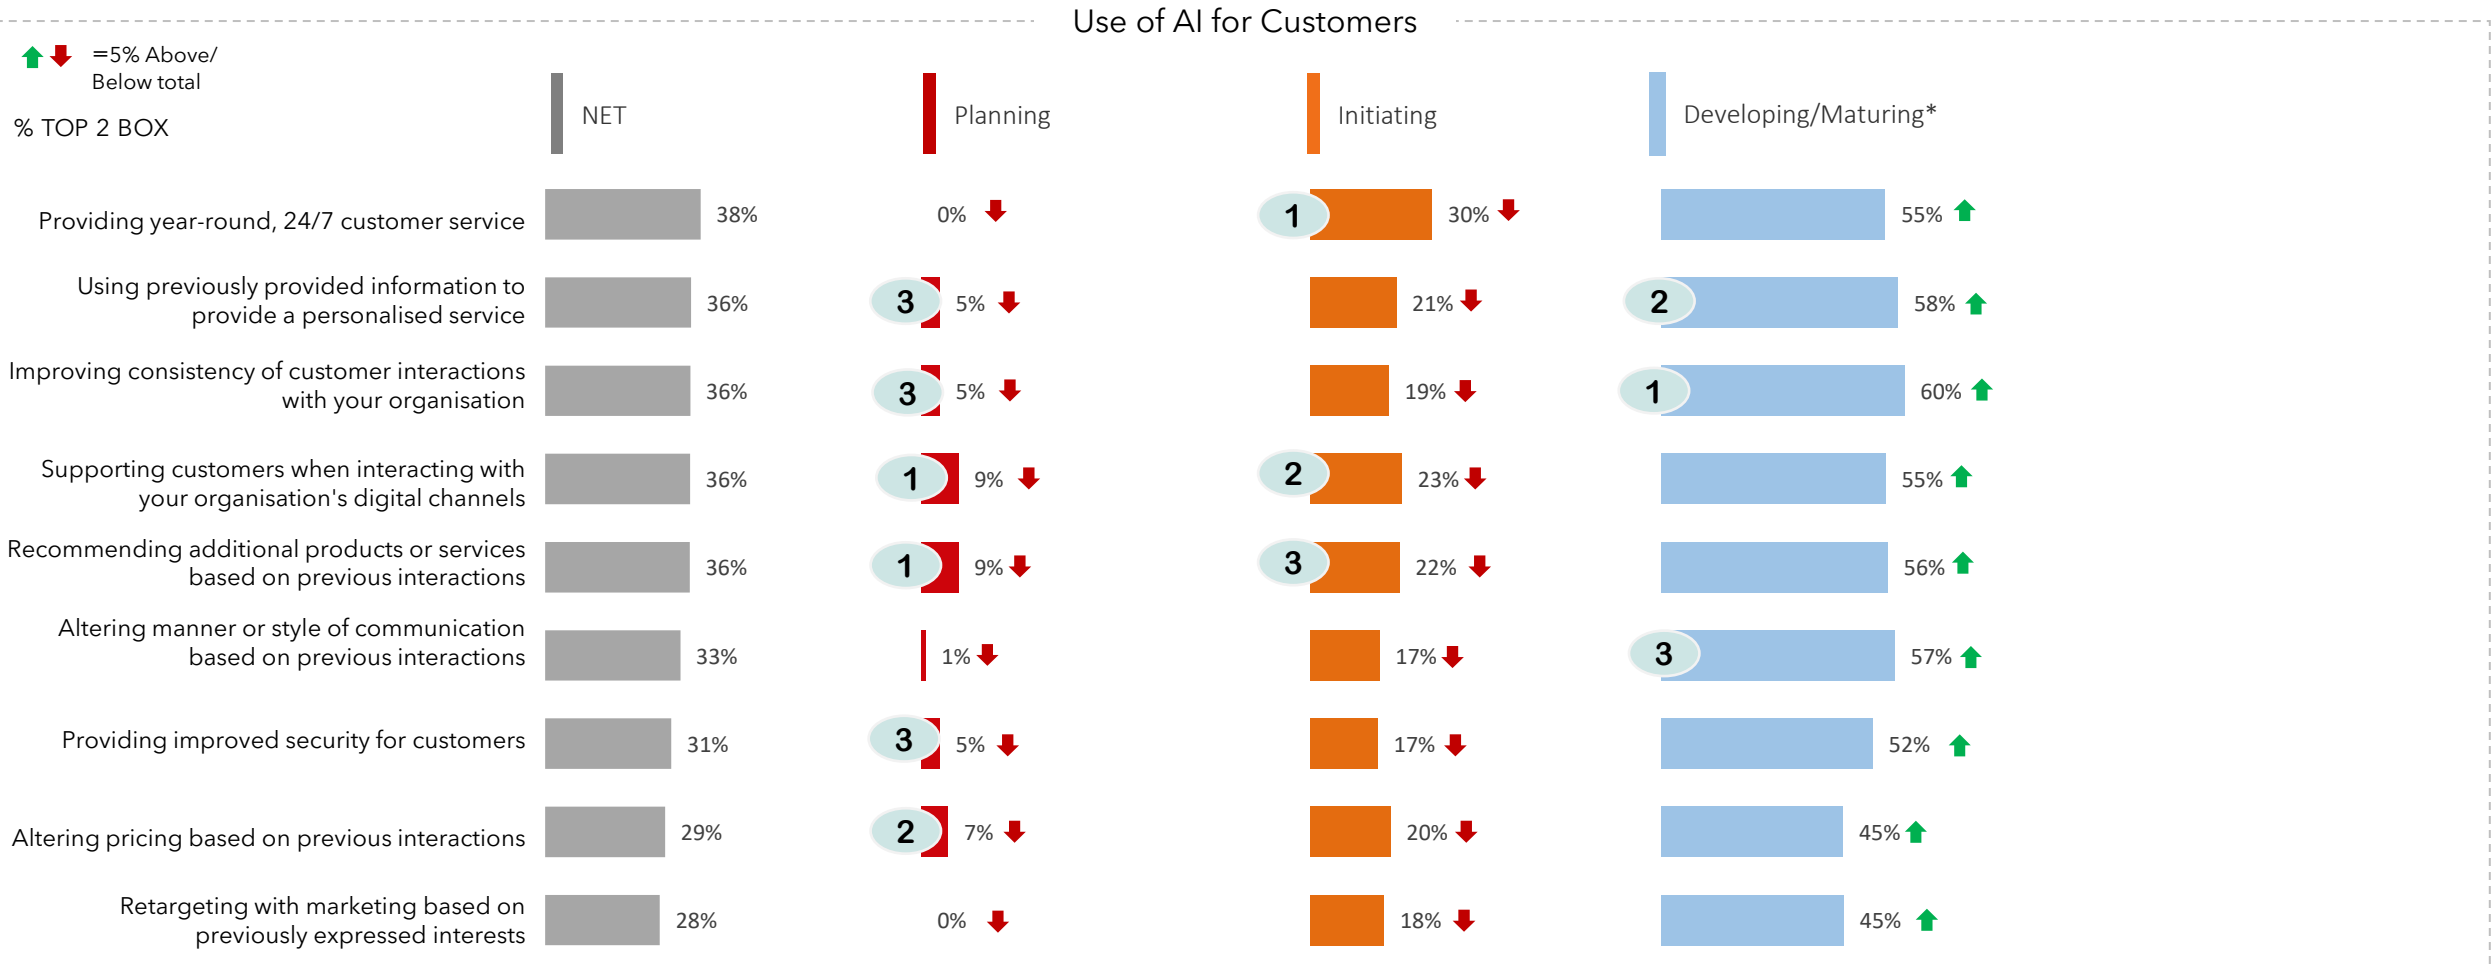 Use of AI for Customers
=5% Above/
Below total
% TOP 2 BOX
NET
Planning
Initiating
Developing/Maturing*
Providing year-round, 24/7 customer service
38%
0%
1
30%
55%
Using previously provided information to
provide a personalised service
36%
3
5%
21%
2
58%
Improving consistency of customer interactions
with your organisation
36%
3
5%
19%
1
60%
Supporting customers when interacting with
your organisation's digital channels
36%
1
9%
2
23%
55%
Recommending additional products or services
based on previous interactions
36%
1
9%
3
22%
56%
Altering manner or style of communication
based on previous interactions
33%
1%
17%
3
57%
Providing improved security for customers
31%
3
5%
17%
52%
Altering pricing based on previous interactions
29%
2
7%
20%
45%
Retargeting with marketing based on
previously expressed interests
28%
0%
18%
45%